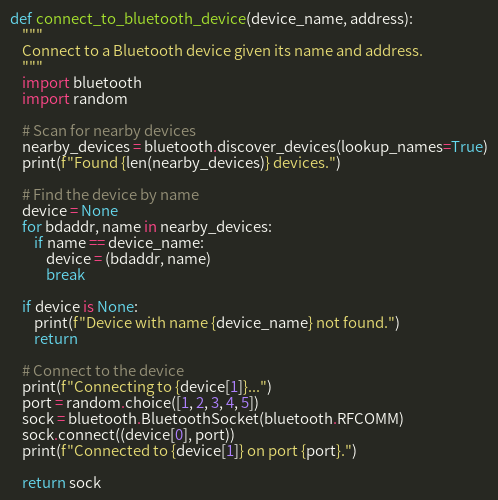 def connect_to_bluetooth_device(device_name, address):
    """
    Connect to a Bluetooth device given its name and address.
    """
    import bluetooth
    import random

    # Scan for nearby devices
    nearby_devices = bluetooth.discover_devices(lookup_names=True)
    print(f"Found {len(nearby_devices)} devices.")

    # Find the device by name
    device = None
    for bdaddr, name in nearby_devices:
        if name == device_name:
            device = (bdaddr, name)
            break

    if device is None:
        print(f"Device with name {device_name} not found.")
        return

    # Connect to the device
    print(f"Connecting to {device[1]}...")
    port = random.choice([1, 2, 3, 4, 5])
    sock = bluetooth.BluetoothSocket(bluetooth.RFCOMM)
    sock.connect((device[0], port))
    print(f"Connected to {device[1]} on port {port}.")

    return sock